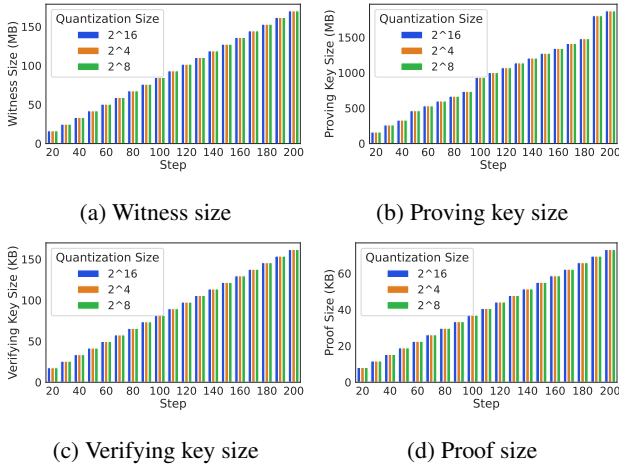 Witness Size (MB)
150
100
50
0
Quantization Size
2^16
2^4
2^8
20 40 60 80 100 120 140 160 180 200
Step
(a) Witness size
Proving Key Size (MB)
1500
1000
500
0
Quantization Size
2^16
2^4
2^8
20 40 60 80 100 120 140 160 180 200
Step
(b) Proving key size
Verifying Key Size (KB)
150
100
50
0
Quantization Size
2^16
2^4
2^8
20 40 60 80 100 120 140 160 180 200
Step
(c) Verifying key size
Proof Size (KB)
60
40
20
0
Quantization Size
2^16
2^4
2^8
20 40 60 80 100 120 140 160 180 200
Step
(d) Proof size